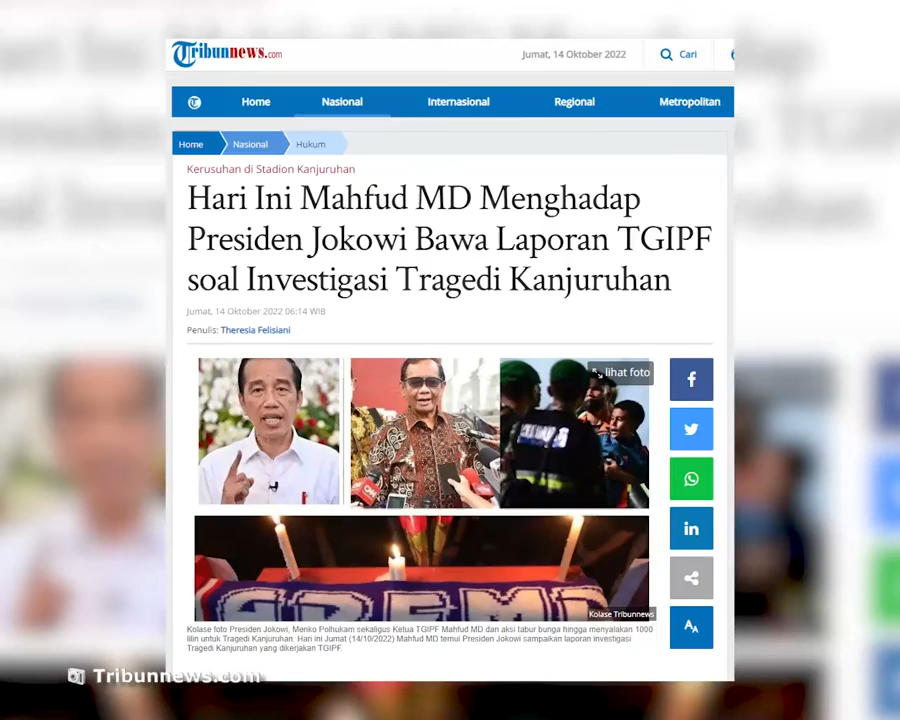 Tribunnews.com
Jumat, 14 Oktober 2022
Cari
Home Nasional Internasional Regional Metropolitan
Home Nasional Hukum
Kerusuhan di Stadion Kanjuruhan
Hari Ini Mahfud MD Menghadap
Presiden Jokowi Bawa Laporan TGIPF
soal Investigasi Tragedi Kanjuruhan
Jumat, 14 Oktober 2022 06:14 WIB
Penulis: Theresia Felisiani
lihat foto
Kolase Tribunnews
Kolase foto Presiden Jokowi, Menko Polhukam sekaligus Ketua TGIPF Mahfud MD dan aksi tabur bunga hingga menyalakan 1000
lilin untuk Tragedi Kanjuruhan. Hari ini Jumat (14/10/2022) Mahfud MD temui Presiden Jokowi sampaikan laporan investigasi
Tragedi Kanjuruhan yang dikerjakan TGIPF.
Tribunnews.com